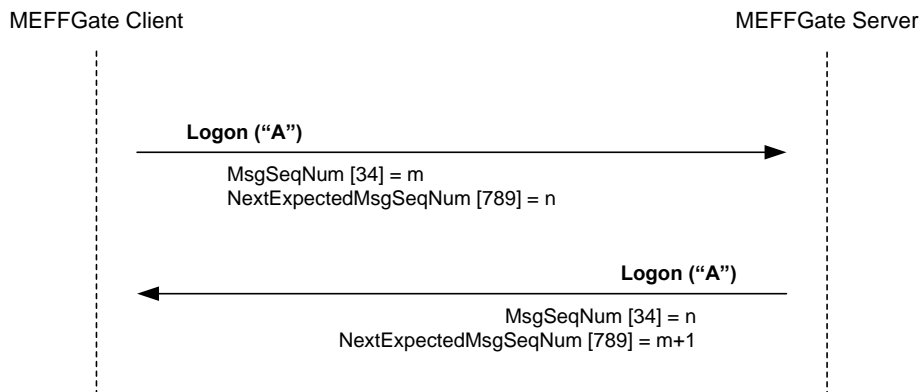 MEFFGate Client
MEFFGate Server
Logon (“A”)
MsgSeqNum [34] = m
NextExpectedMsgSeqNum [789] = n
Logon (“A”)
MsgSeqNum [34] = n
NextExpectedMsgSeqNum [789] = m+1